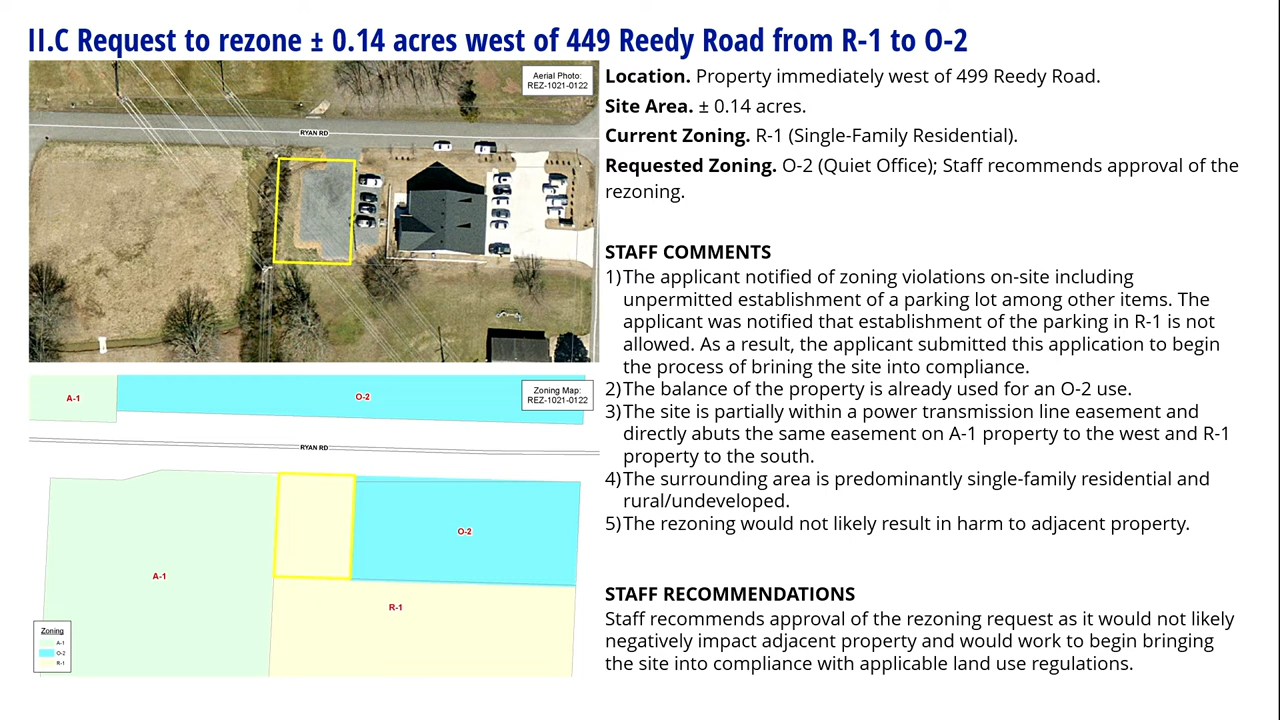 II.C Request to rezone ± 0.14 acres west of 449 Reedy Road from R-1 to O-2
Aerial Photo:
REZ-1021-0122
RYAN RD
Location. Property immediately west of 499 Reedy Road.
Site Area. ± 0.14 acres.
Current Zoning. R-1 (Single-Family Residential).
Requested Zoning. O-2 (Quiet Office); Staff recommends approval of the
rezoning.
STAFF COMMENTS
1) The applicant notified of zoning violations on-site including
unpermitted establishment of a parking lot among other items. The
applicant was notified that establishment of the parking in R-1 is not
allowed. As a result, the applicant submitted this application to begin
the process of brining the site into compliance.
2) The balance of the property is already used for an O-2 use.
3) The site is partially within a power transmission line easement and
directly abuts the same easement on A-1 property to the west and R-1
property to the south.
4) The surrounding area is predominantly single-family residential and
rural/undeveloped.
5) The rezoning would not likely result in harm to adjacent property.
STAFF RECOMMENDATIONS
Staff recommends approval of the rezoning request as it would not likely
negatively impact adjacent property and would work to begin bringing
the site into compliance with applicable land use regulations.
A-1
O-2
Zoning Map:
REZ-1021-0122
RYAN RD
O-2
A-1
R-1
Zoning
A-1
O-2
R-1